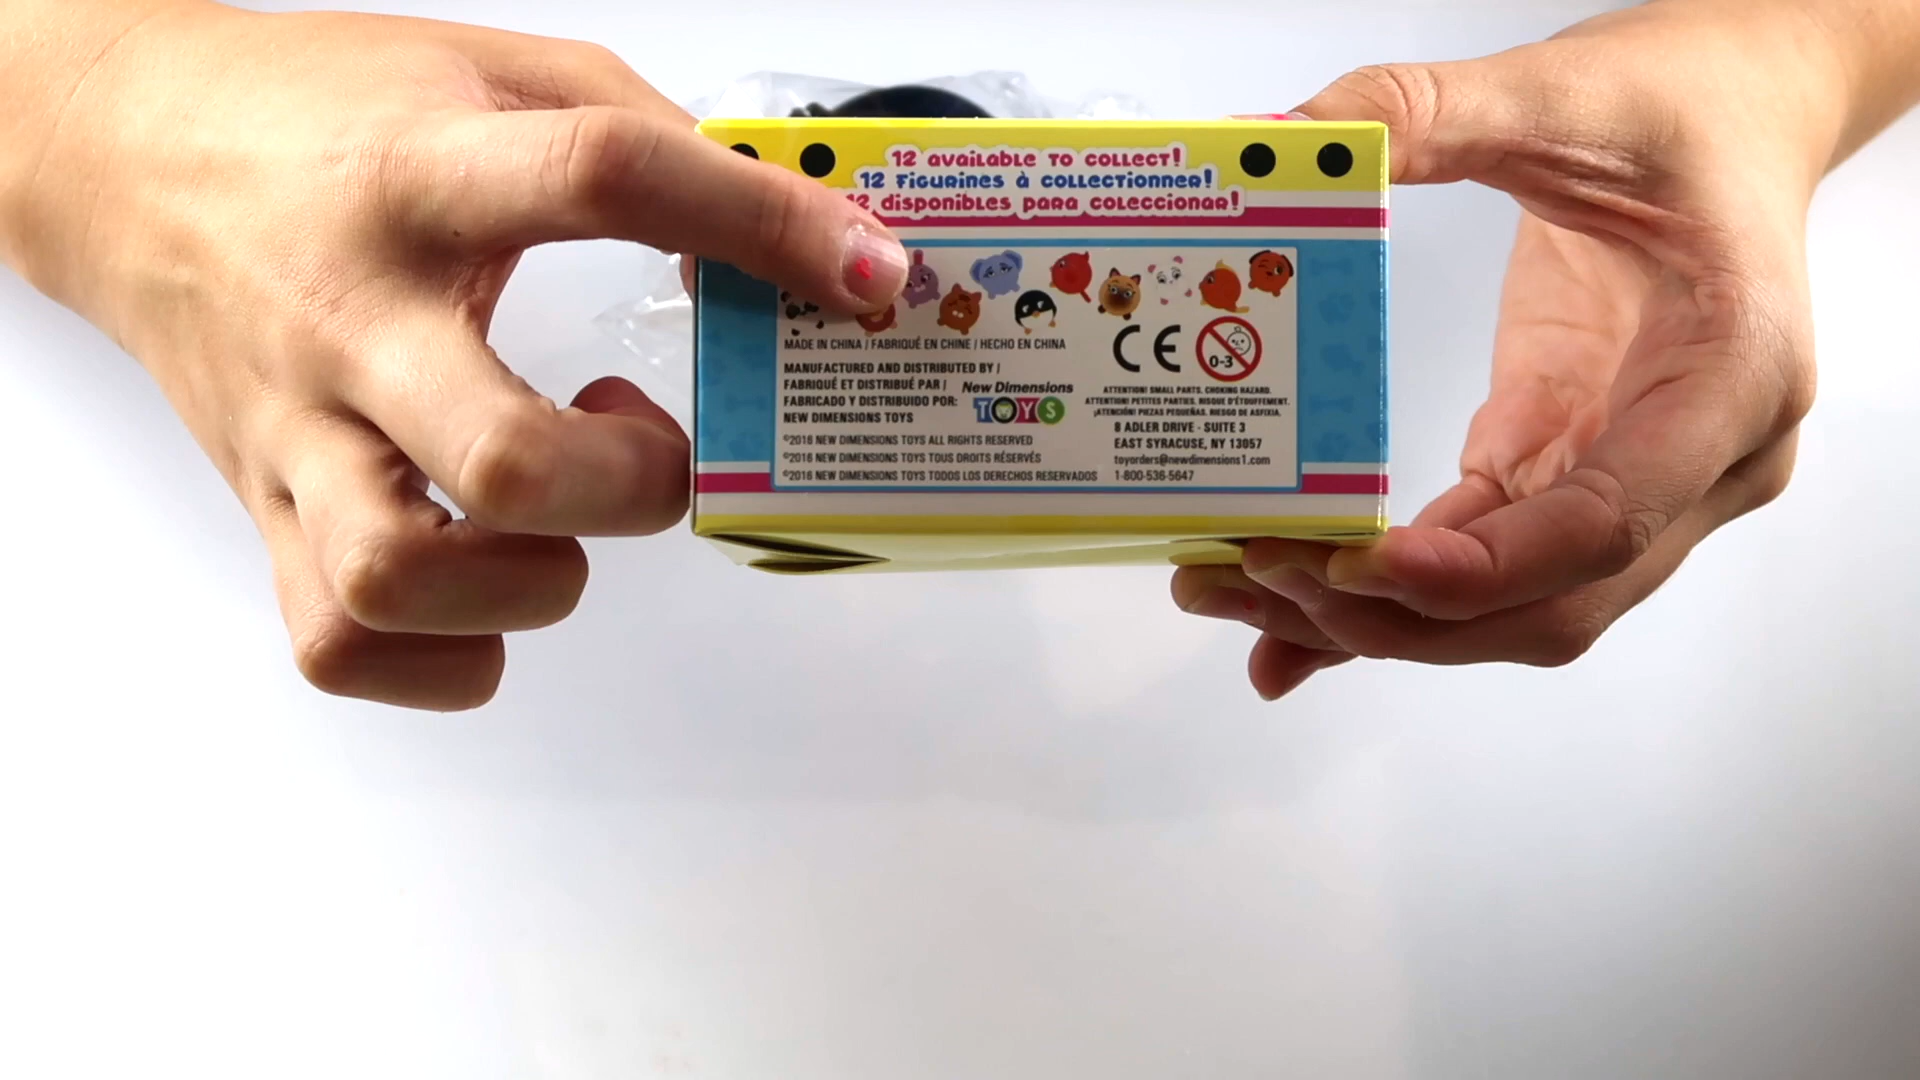 12 available to collect!
12 Figurines à collectionner!
12 disponibles para coleccionar!
MADE IN CHINA / FABRIQUÉ EN CHINE / HECHO EN CHINA
MANUFACTURED AND DISTRIBUTED BY /
FABRIQUÉ ET DISTRIBUÉ PAR /
FABRICADO Y DISTRIBUIDO POR:
NEW DIMENSIONS TOYS
New Dimensions
TOYS
©2016 NEW DIMENSIONS TOYS ALL RIGHTS RESERVED
©2016 NEW DIMENSIONS TOYS TOUS DROITS RÉSERVÉS
©2016 NEW DIMENSIONS TOYS TODOS LOS DERECHOS RESERVADOS
CE
0-3
ATTENTION! SMALL PARTS. CHOKING HAZARD.
ATTENTION! PETITES PARTIES. RISQUE D'ÉTOUFFEMENT.
¡ATENCIÓN! PIEZAS PEQUEÑAS. RIESGO DE ASFIXIA.
8 ADLER DRIVE - SUITE 3
EAST SYRACUSE, NY 13057
toyorders@newdimensions1.com
1-800-536-5647